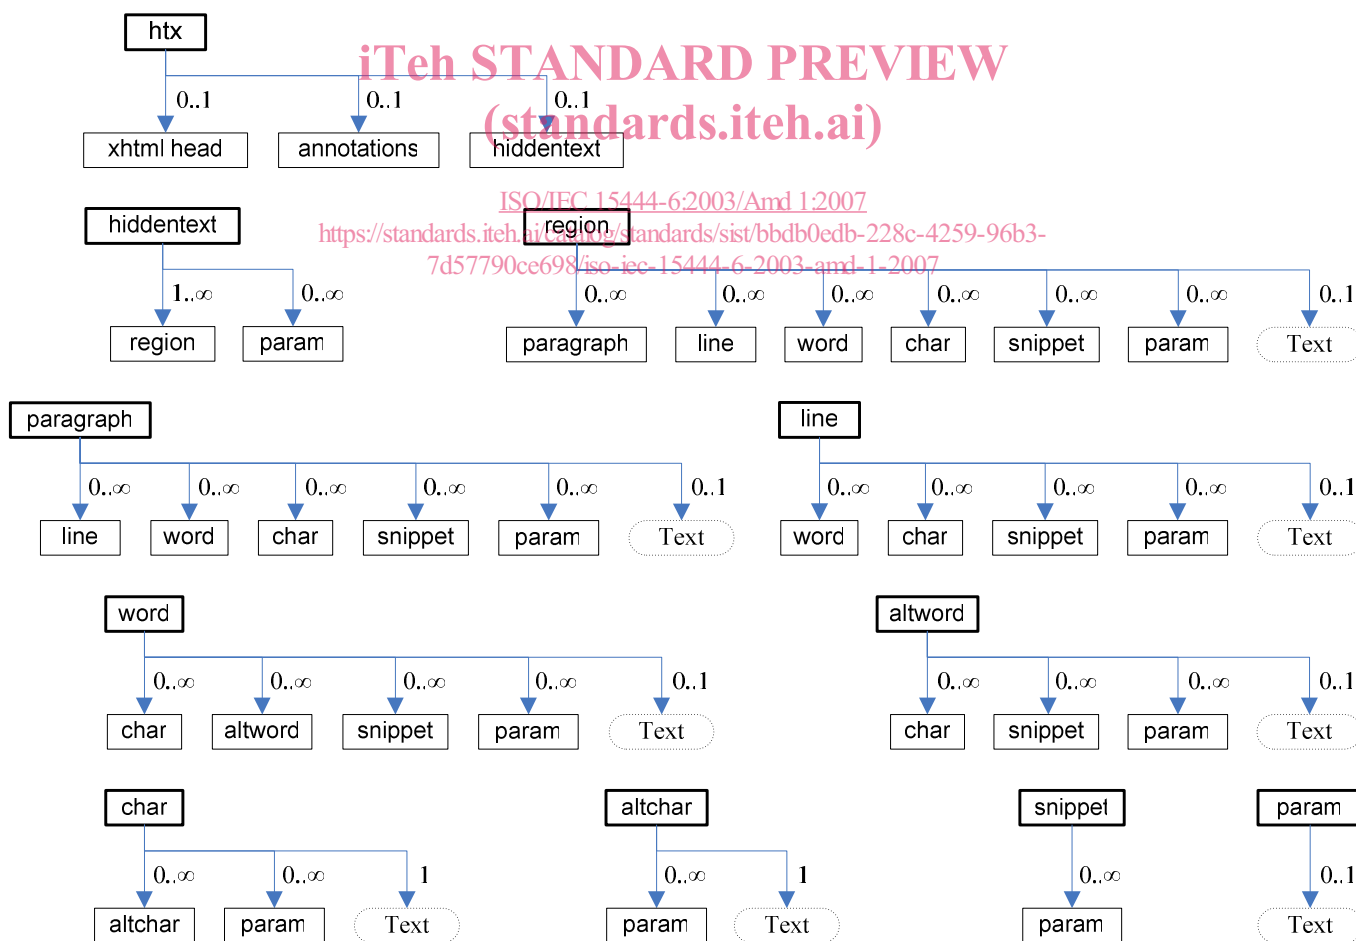 htx
iTeh STANDARD PREVIEW
0..1 0..1 0..1
(standards.iteh.ai)
xhtml head annotations hiddentext
ISO/IEC 15444-6:2003/Amd 1:2007
hiddentext region
https://standards.iteh.ai/catalog/standards/sist/bbdb0edb-228c-4259-96b3-
7d57790ce698/iso-iec-15444-6-2003-amd-1-2007
1..∞ 0..∞ 0..∞ 0..∞ 0..∞ 0..∞ 0..∞ 0..∞ 0..1
region param paragraph line word char snippet param Text
paragraph line
0..∞ 0..∞ 0..∞ 0..∞ 0..∞ 0..1 0..∞ 0..∞ 0..∞ 0..∞ 0..1
line word char snippet param Text word char snippet param Text
word altword
0..∞ 0..∞ 0..∞ 0..∞ 0..1 0..∞ 0..∞ 0..∞ 0..1
char altword snippet param Text char snippet param Text
char altchar snippet param
0..∞ 0..∞ 1 0..∞ 1 0..∞ 0..1
altchar param Text param Text param Text